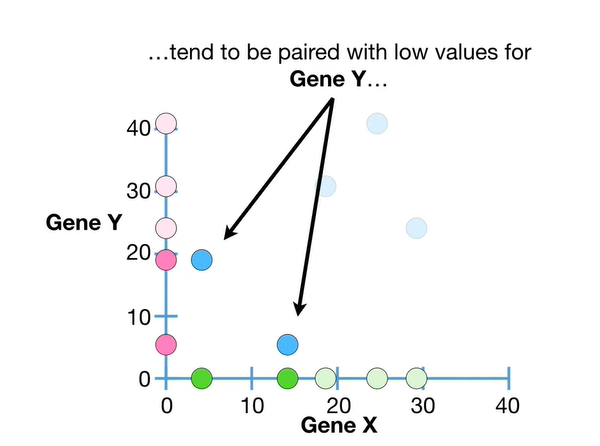 ...tend to be paired with low values for
Gene Y...
40
30
Gene Y
20
10
0
0 10 20 30 40
Gene X